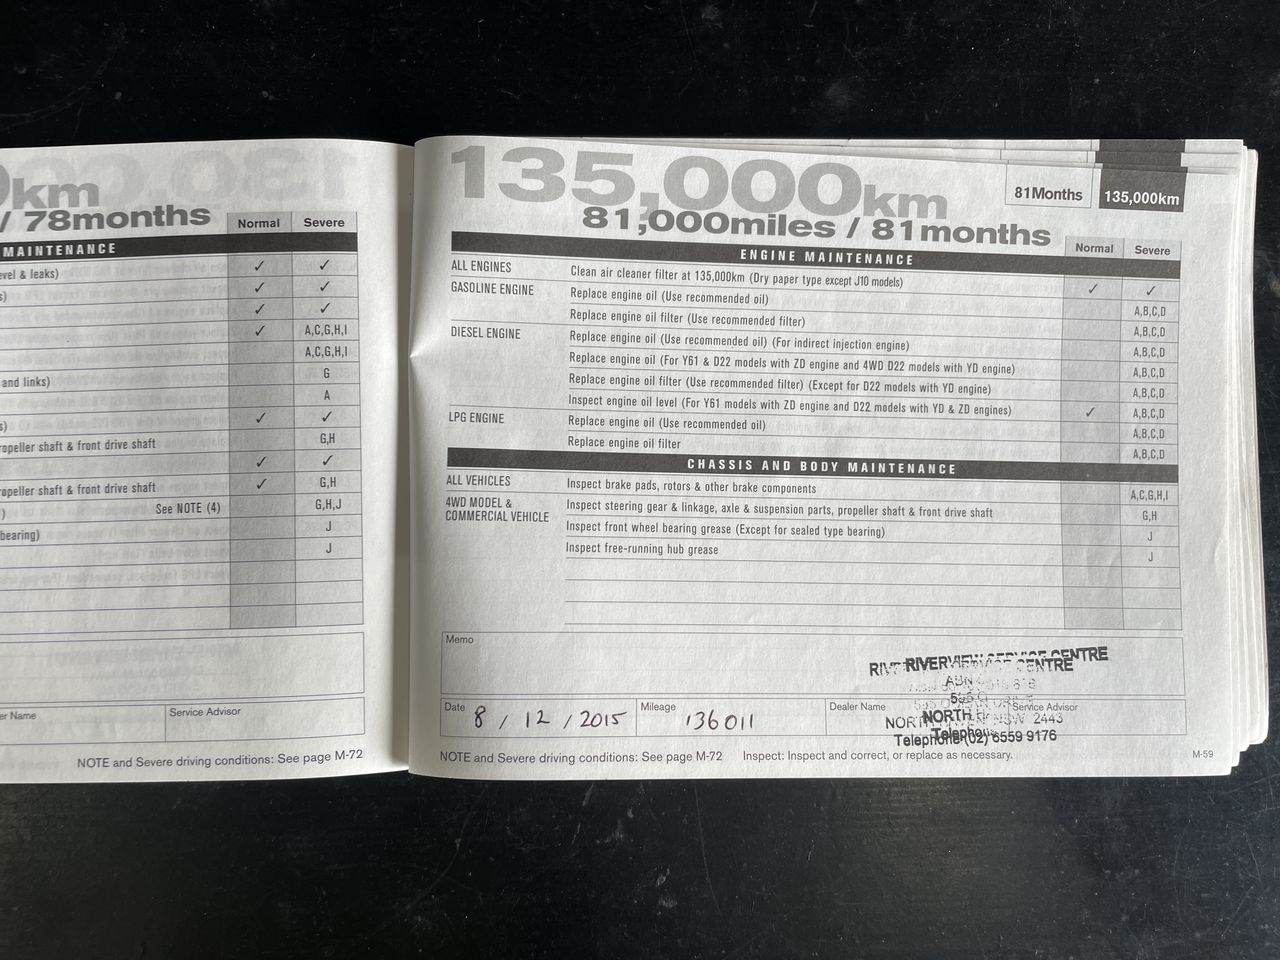 0km
/ 78months
Normal Severe
MAINTENANCE
evel & leaks) ✓ ✓
s) ✓ ✓
✓ ✓
✓ A,C,G,H,I
A,C,G,H,I
and links) G
A
s) ✓ ✓
opeller shaft & front drive shaft G,H
✓ ✓
opeller shaft & front drive shaft ✓ G,H
) See NOTE (4) G,H,J
bearing) J
J
er Name Service Advisor
NOTE and Severe driving conditions: See page M-72
135,000km
81,000miles / 81months
81Months 135,000km
Normal Severe
ENGINE MAINTENANCE
ALL ENGINES Clean air cleaner filter at 135,000km (Dry paper type except J10 models) ✓ ✓
GASOLINE ENGINE Replace engine oil (Use recommended oil) A,B,C,D
Replace engine oil filter (Use recommended filter) A,B,C,D
DIESEL ENGINE Replace engine oil (Use recommended oil) (For indirect injection engine) A,B,C,D
Replace engine oil (For Y61 & D22 models with ZD engine and 4WD D22 models with YD engine) A,B,C,D
Replace engine oil filter (Use recommended filter) (Except for D22 models with YD engine) A,B,C,D
Inspect engine oil level (For Y61 models with ZD engine and D22 models with YD & ZD engines) ✓ A,B,C,D
LPG ENGINE Replace engine oil (Use recommended oil) A,B,C,D
Replace engine oil filter A,B,C,D
CHASSIS AND BODY MAINTENANCE
ALL VEHICLES Inspect brake pads, rotors & other brake components A,C,G,H,I
4WD MODEL & Inspect steering gear & linkage, axle & suspension parts, propeller shaft & front drive shaft G,H
COMMERCIAL VEHICLE Inspect front wheel bearing grease (Except for sealed type bearing) J
Inspect free-running hub grease J
Memo
RIVERVIEW SERVICE CENTRE
ABN
NORTH NSW 2443
Telephone (02) 6559 9176
Date 8 / 12 / 2015 Mileage 136011 Dealer Name Service Advisor
NOTE and Severe driving conditions: See page M-72 Inspect: Inspect and correct, or replace as necessary. M-59